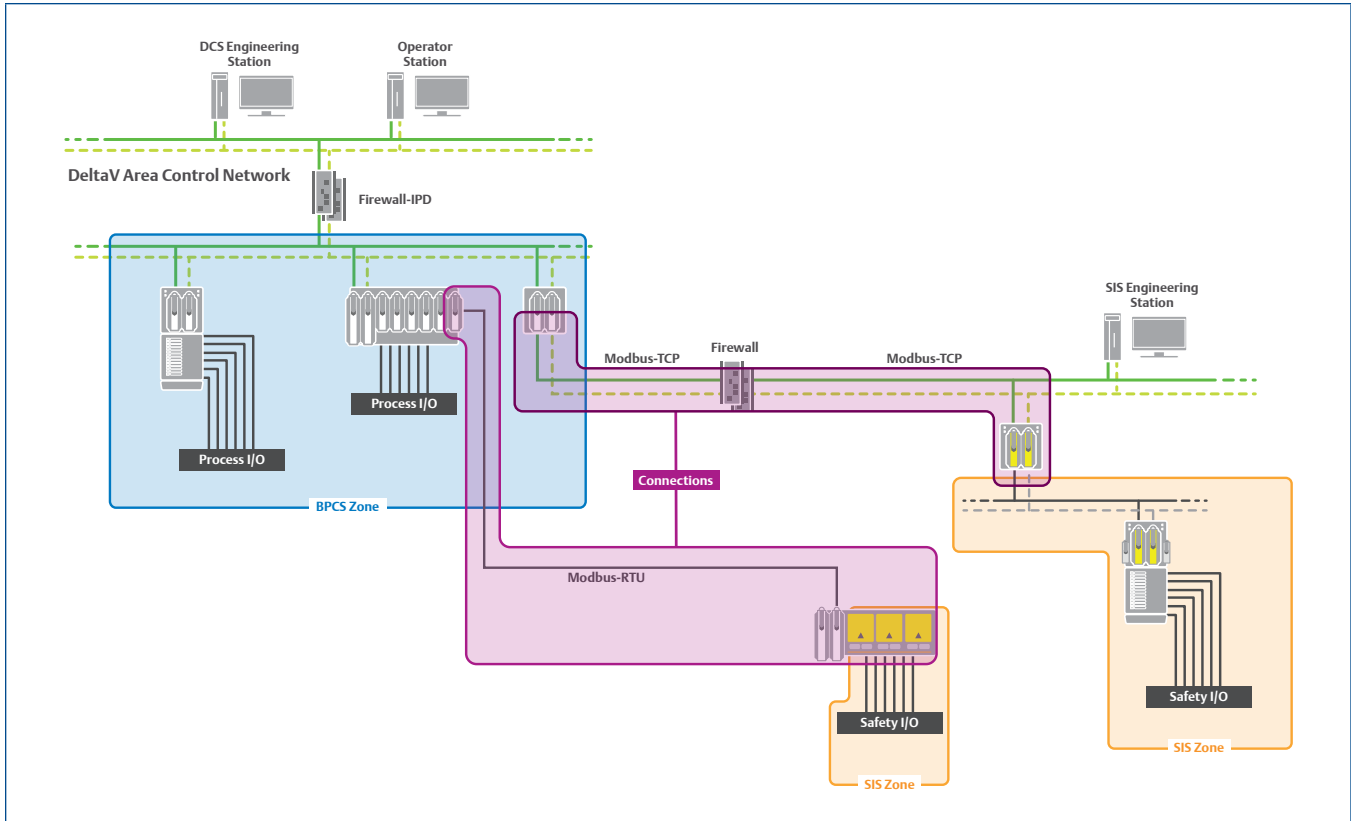 DCS Engineering
Station
Operator
Station
DeltaV Area Control Network
Firewall-IPD
SIS Engineering
Station
Modbus-TCP
Firewall
Modbus-TCP
Process I/O
Process I/O
Connections
BPCS Zone
Modbus-RTU
Safety I/O
Safety I/O
SIS Zone
SIS Zone